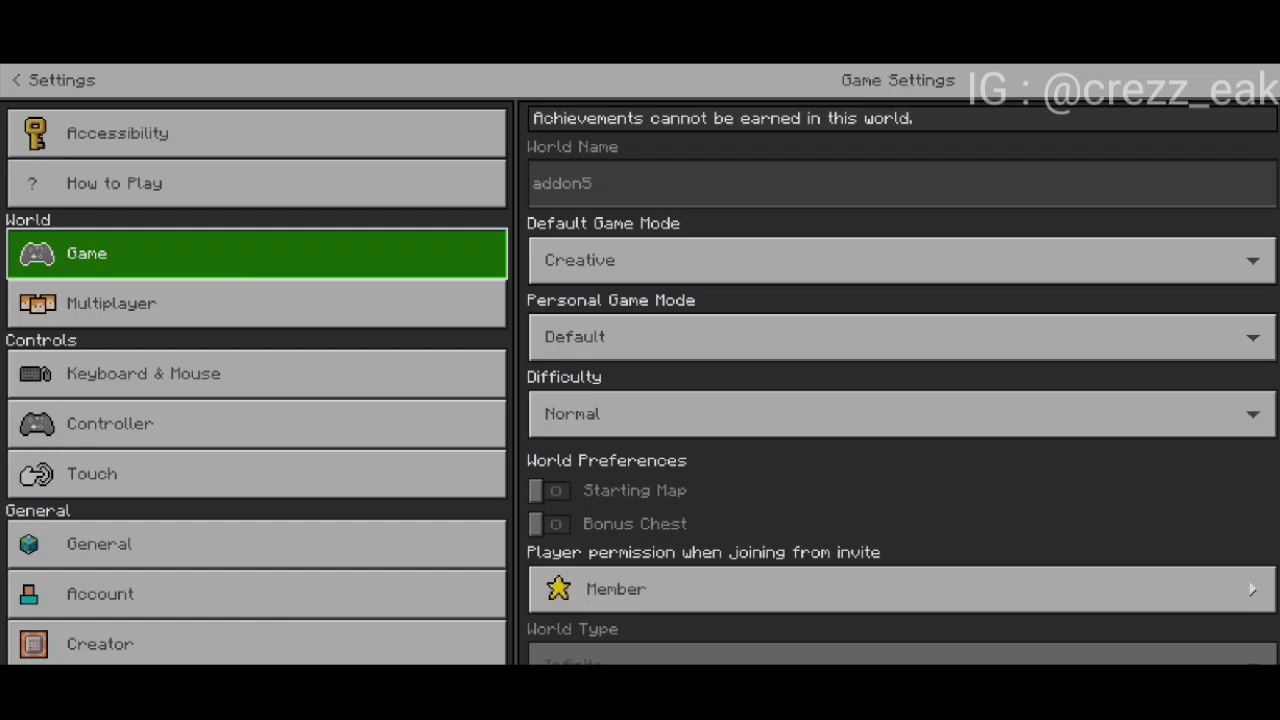 < Settings
Game Settings
IG : @crezz_eak
Accessibility
? How to Play
World
Game
Multiplayer
Controls
Keyboard & Mouse
Controller
Touch
General
General
Account
Creator
Achievements cannot be earned in this world.
World Name
addon5
Default Game Mode
Creative
Personal Game Mode
Default
Difficulty
Normal
World Preferences
Starting Map
Bonus Chest
Player permission when joining from invite
Member
World Type
Infinite